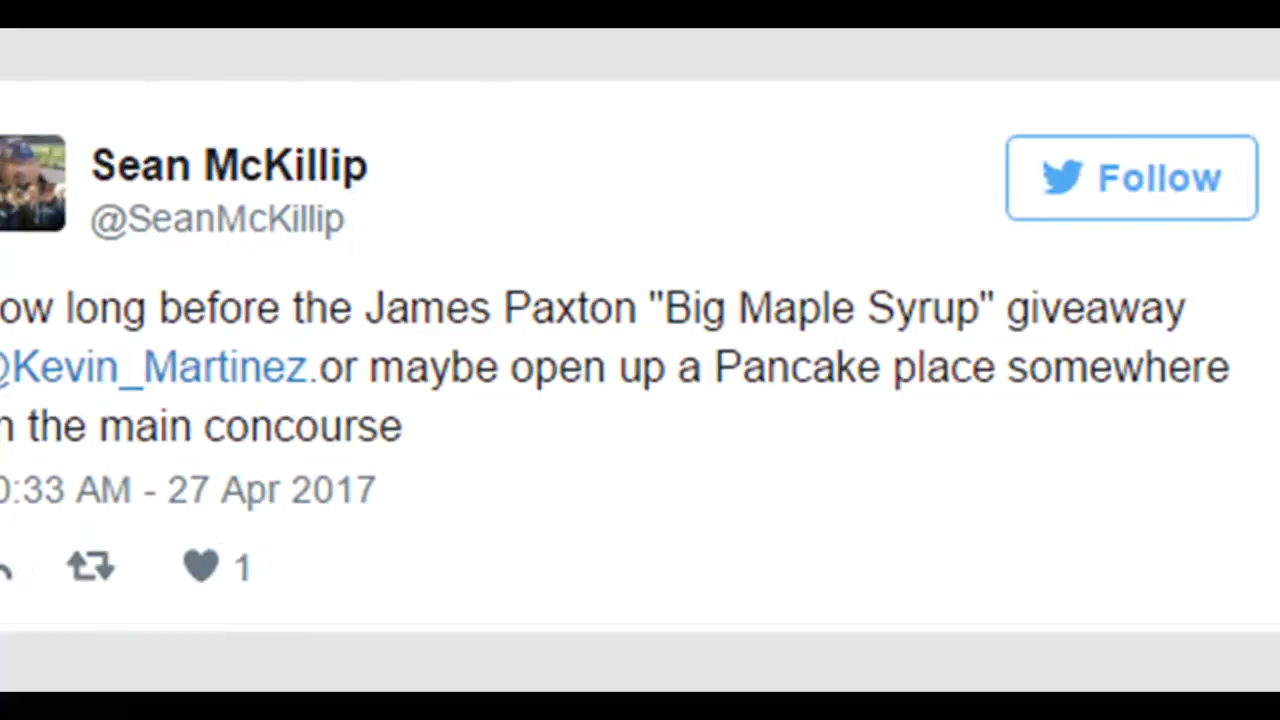 Sean McKillip
Follow
@SeanMcKillip
ow long before the James Paxton "Big Maple Syrup" giveaway
@Kevin_Martinez.or maybe open up a Pancake place somewhere
n the main concourse
0:33 AM - 27 Apr 2017
1